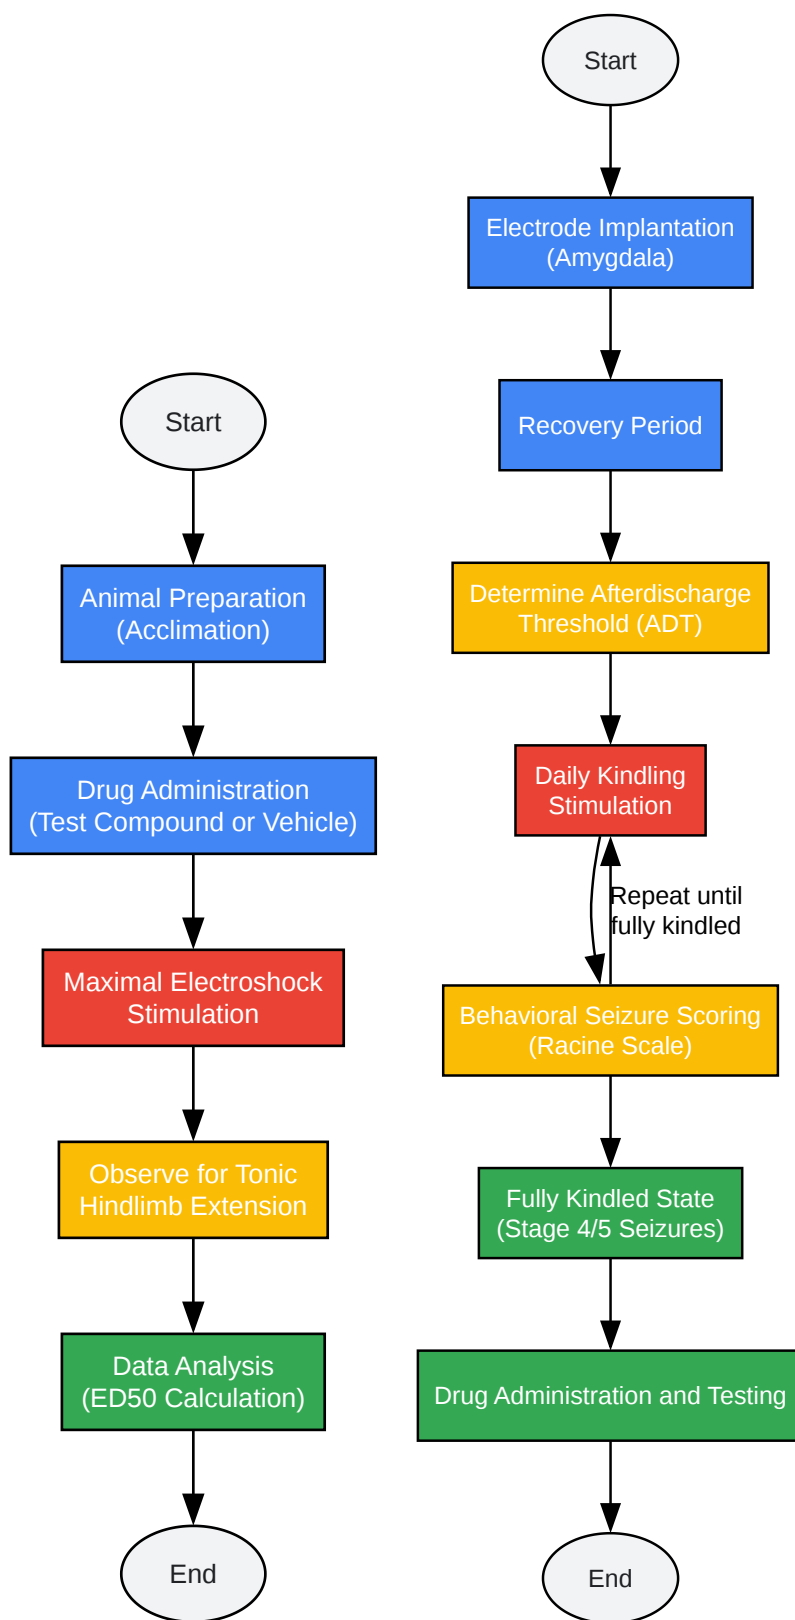 Start
Animal Preparation
(Acclimation)
Drug Administration
(Test Compound or Vehicle)
Maximal Electroshock
Stimulation
Observe for Tonic
Hindlimb Extension
Data Analysis
(ED50 Calculation)
End
Start
Electrode Implantation
(Amygdala)
Recovery Period
Determine Afterdischarge
Threshold (ADT)
Daily Kindling
Stimulation
Repeat until
fully kindled
Behavioral Seizure Scoring
(Racine Scale)
Fully Kindled State
(Stage 4/5 Seizures)
Drug Administration and Testing
End